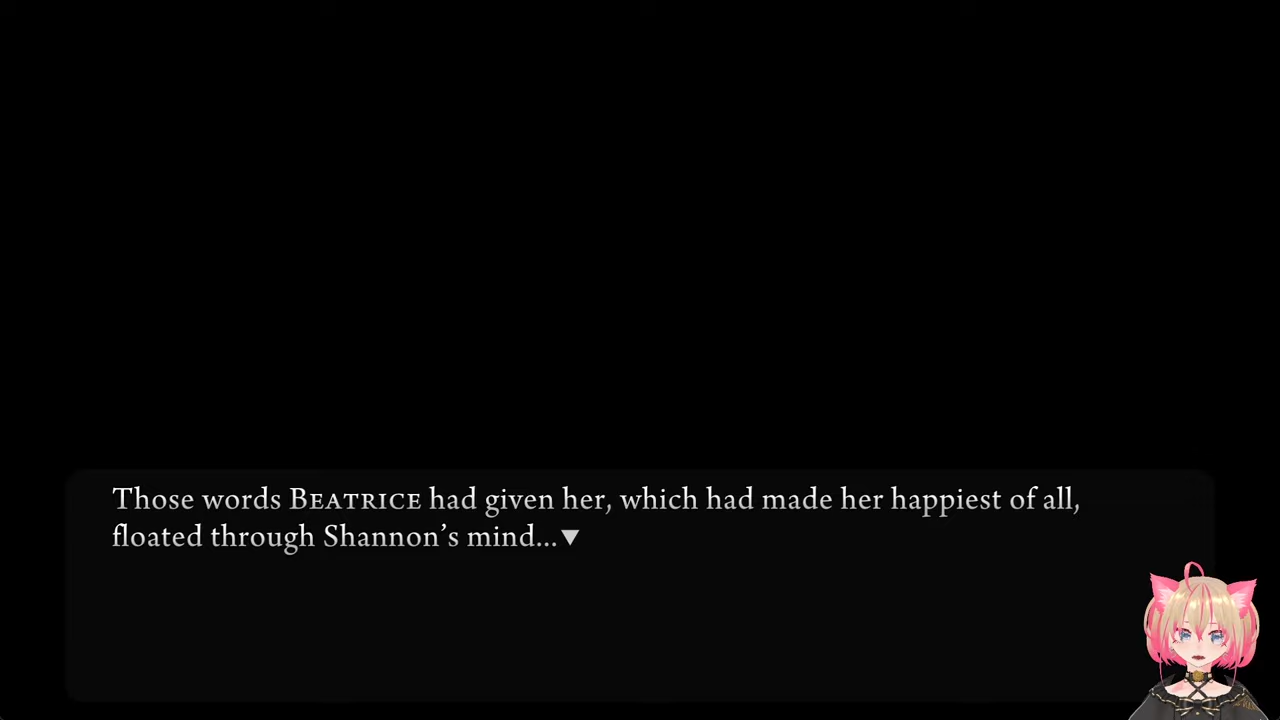 Those words BEATRICE had given her, which had made her happiest of all,
floated through Shannon's mind...▼